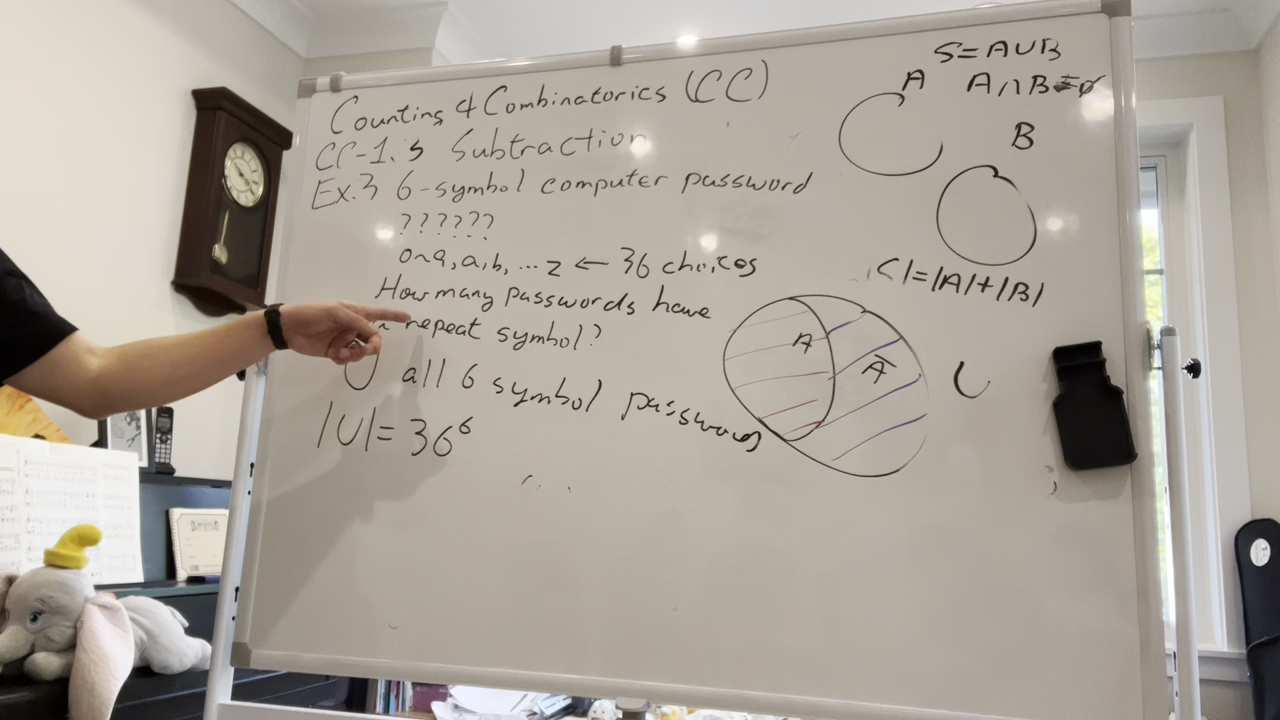 Counting & Combinatorics (CC)
CC-1.5 Subtraction
Ex.3 6-symbol computer password
??????
0~9,a,b,...z ← 36 choices
How many passwords have
a repeat symbol?
U all 6 symbol passwords
|U|=36⁶
S=A∪B
A A∩B=∅
B
|S|=|A|+|B|
A Ā U